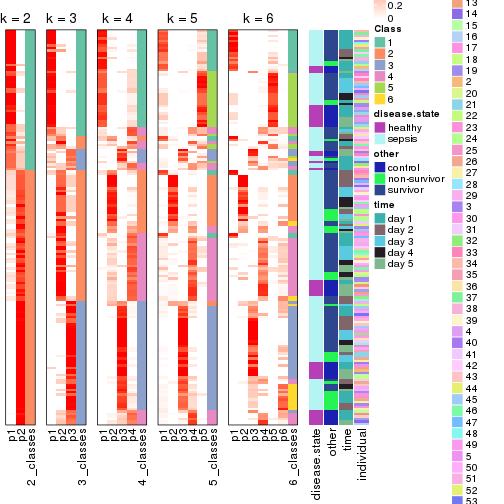 k = 2
k = 3
k = 4
k = 5
k = 6
0.2
0
Class
1
2
3
4
5
6
disease.state
healthy
sepsis
other
control
non-survivor
survivor
time
day 1
day 2
day 3
day 4
day 5
13
14
15
16
17
18
19
2
20
21
22
23
24
25
26
27
28
29
3
30
31
32
33
34
35
36
37
38
39
4
40
41
42
43
44
45
46
47
48
49
5
50
51
52
53
p1
p2
2_classes
p1
p2
p3
3_classes
p1
p2
p3
p4
4_classes
p1
p2
p3
p4
p5
5_classes
p1
p2
p3
p4
p5
p6
6_classes
disease.state
other
time
individual